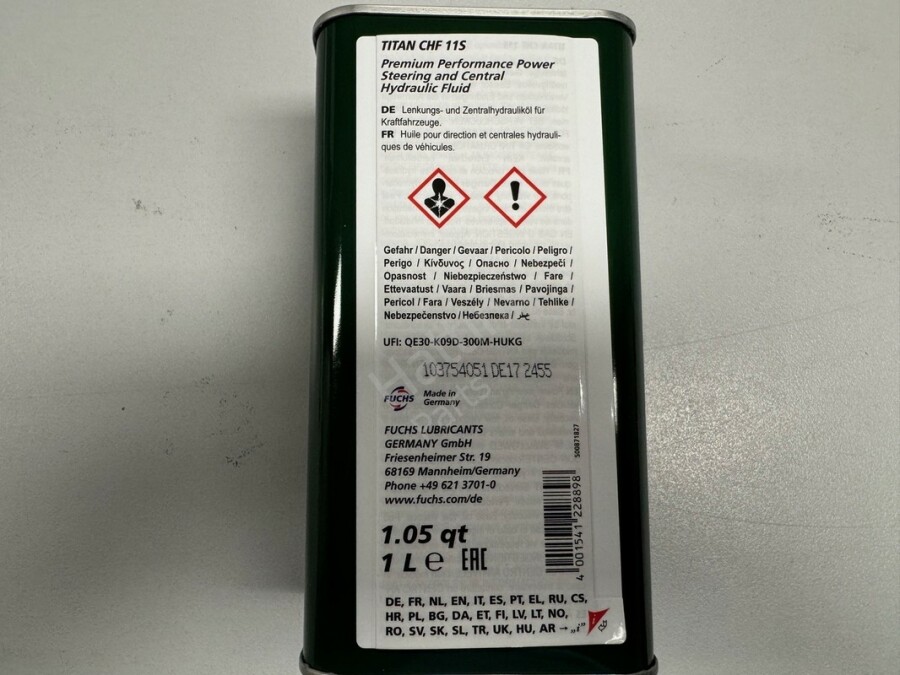 TITAN CHF 11S
Premium Performance Power
Steering and Central
Hydraulic Fluid
DE Lenkungs- und Zentralhydrauliköl für
Kraftfahrzeuge.
FR Huile pour direction et centrales hydrauli-
ques de véhicules.
Gefahr / Danger / Gevaar / Pericolo / Peligro /
Perigo / Κίνδυνος / Опасно / Nebezpečí /
Opasnost / Niebezpieczeństwo / Fare /
Ettevaatust / Vaara / Briesmas / Pavojinga /
Pericol / Fara / Veszély / Nevarno / Tehlike /
Nebezpečenstvo / Небезпека / خطر
UFI: QE30-K09D-300M-HUKG
103754051 DE17 2455
FUCHS
Made in
Germany
FUCHS LUBRICANTS
GERMANY GmbH
Friesenheimer Str. 19
68169 Mannheim/Germany
Phone +49 621 3701-0
www.fuchs.com/de
500871827
4 001541 228898
1.05 qt
1 L e EAC
DE, FR, NL, EN, IT, ES, PT, EL, RU, CS,
HR, PL, BG, DA, ET, FI, LV, LT, NO,
RO, SV, SK, SL, TR, UK, HU, AR → „i"